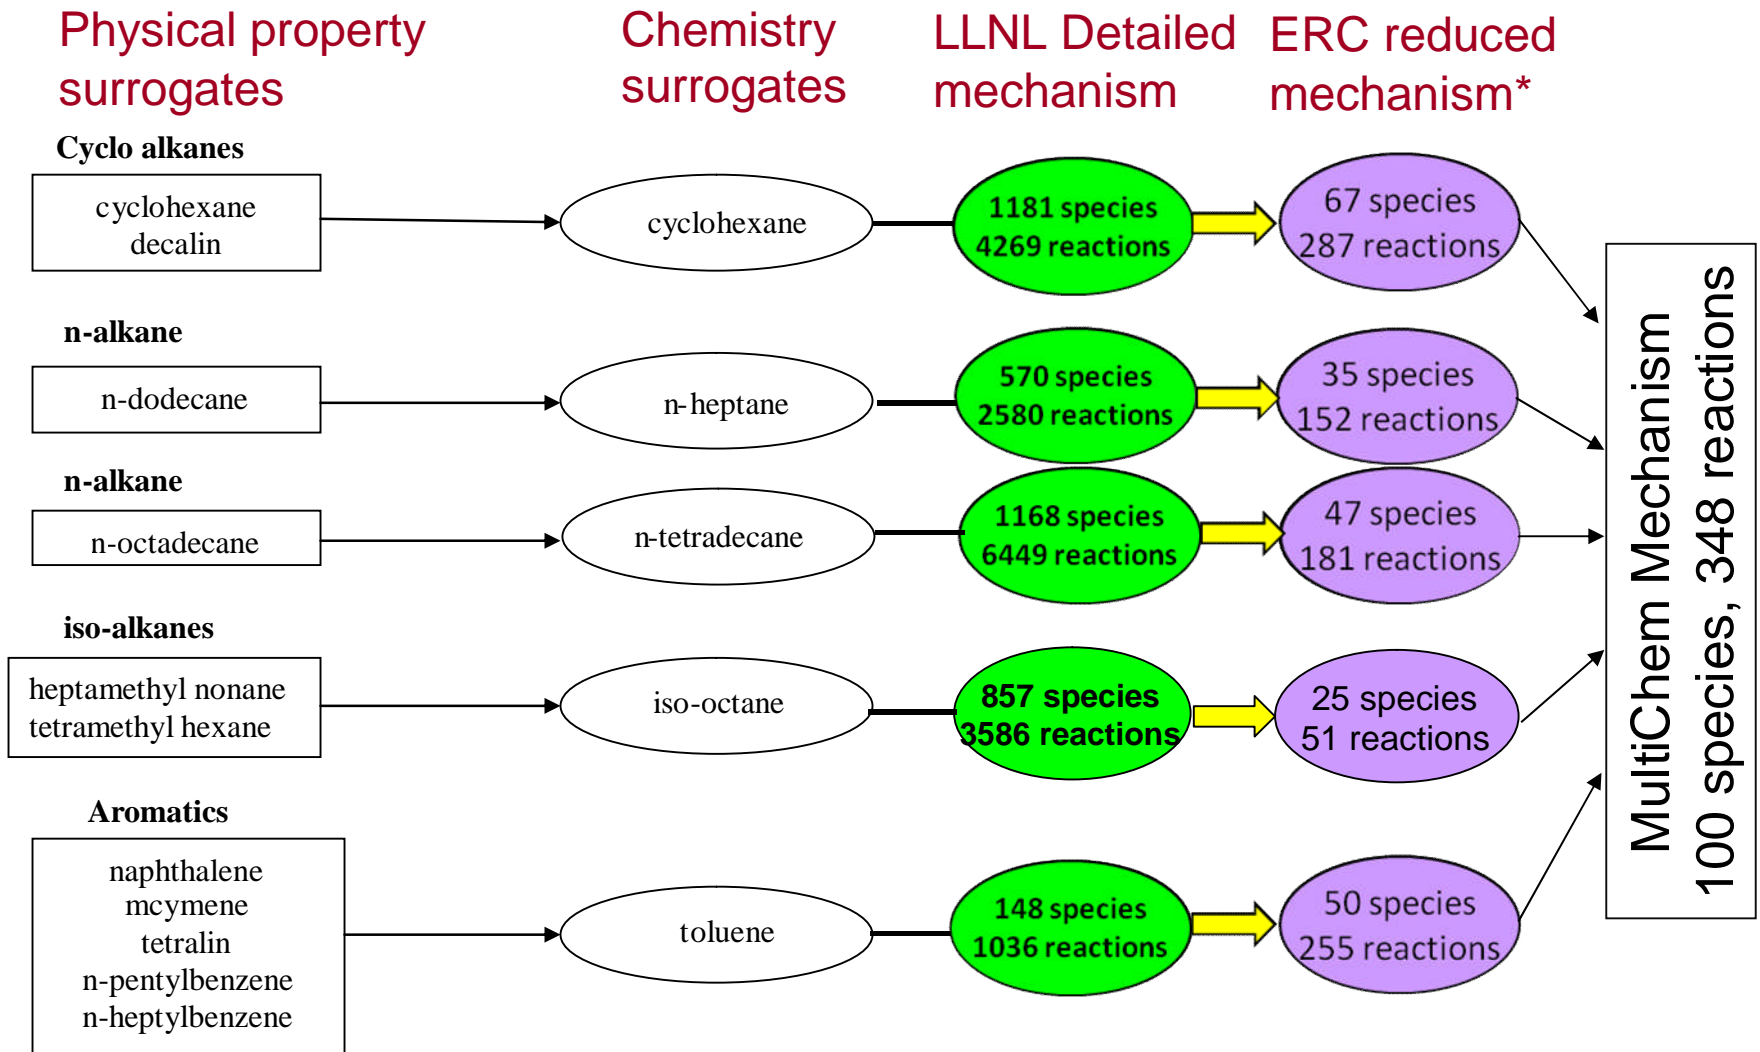 Physical property
surrogates
Chemistry
surrogates
LLNL Detailed
mechanism
ERC reduced
mechanism*
Cyclo alkanes
cyclohexane
decalin
cyclohexane
1181 species
4269 reactions
67 species
287 reactions
n-alkane
n-dodecane
n-heptane
570 species
2580 reactions
35 species
152 reactions
n-alkane
n-octadecane
n-tetradecane
1168 species
6449 reactions
47 species
181 reactions
iso-alkanes
heptamethyl nonane
tetramethyl hexane
iso-octane
857 species
3586 reactions
25 species
51 reactions
Aromatics
naphthalene
mcymene
tetralin
n-pentylbenzene
n-heptylbenzene
toluene
148 species
1036 reactions
50 species
255 reactions
MultiChem Mechanism
100 species, 348 reactions